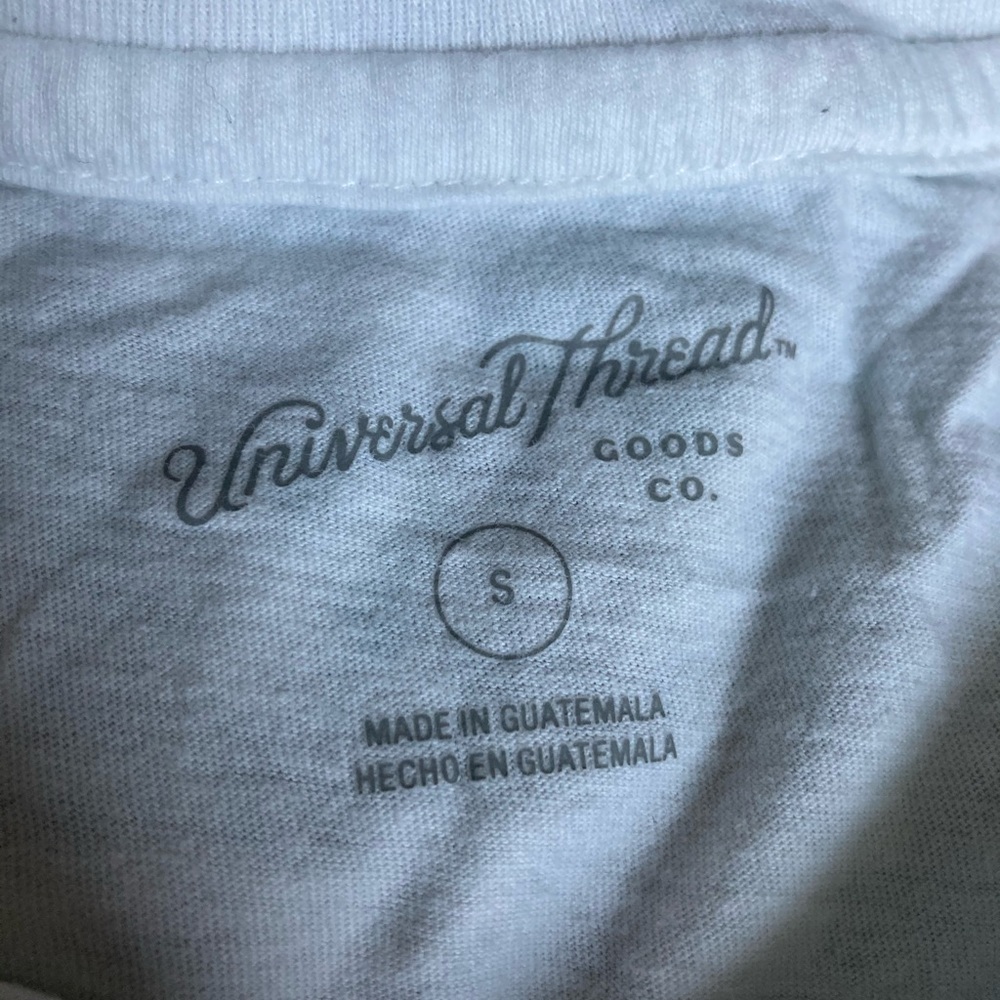 Universal Thread™
GOODS
CO.
S
MADE IN GUATEMALA
HECHO EN GUATEMALA